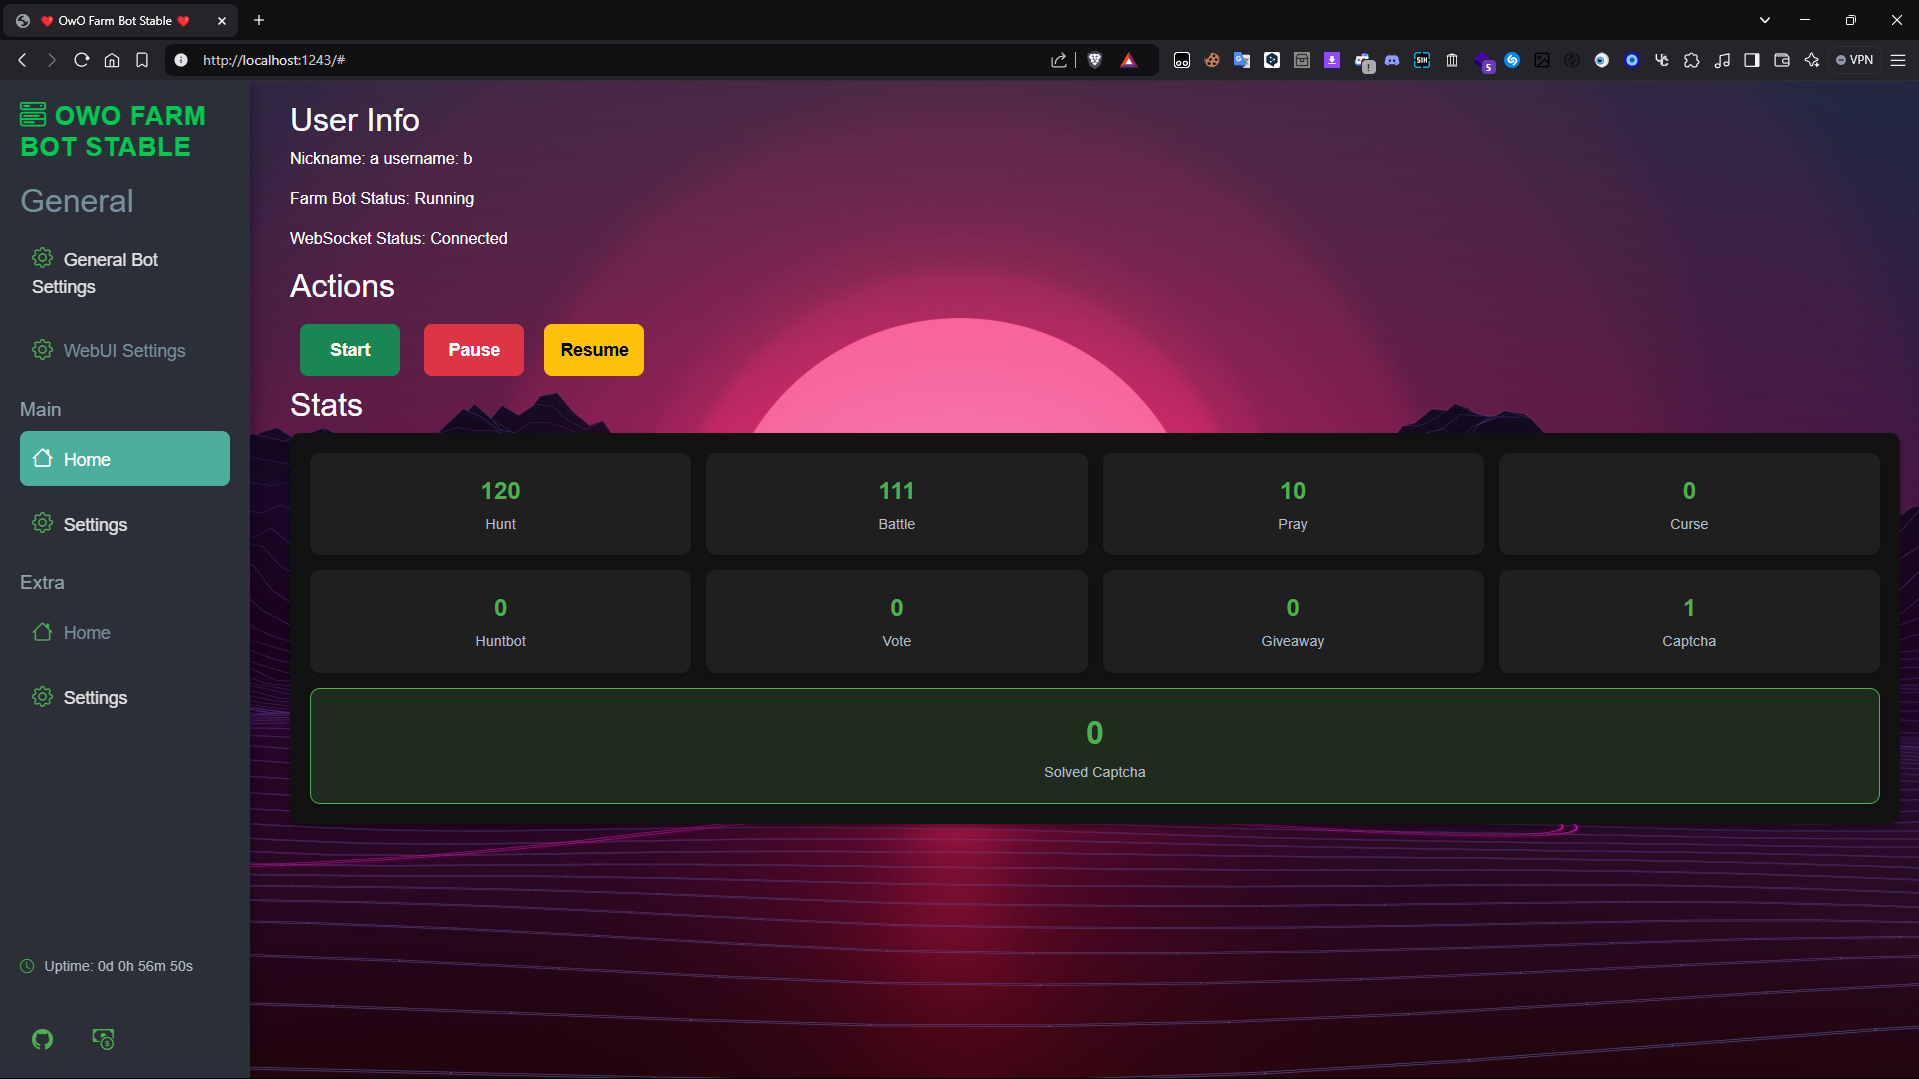 ❤️ OwO Farm Bot Stable ❤️
http://localhost:1243/#
5
VPN
OWO FARM
BOT STABLE
General
General Bot
Settings
WebUI Settings
Main
Home
Settings
Extra
Home
Settings
Uptime: 0d 0h 56m 50s
User Info
Nickname: a username: b
Farm Bot Status: Running
WebSocket Status: Connected
Actions
Start Pause Resume
Stats
120
Hunt
111
Battle
10
Pray
0
Curse
0
Huntbot
0
Vote
0
Giveaway
1
Captcha
0
Solved Captcha